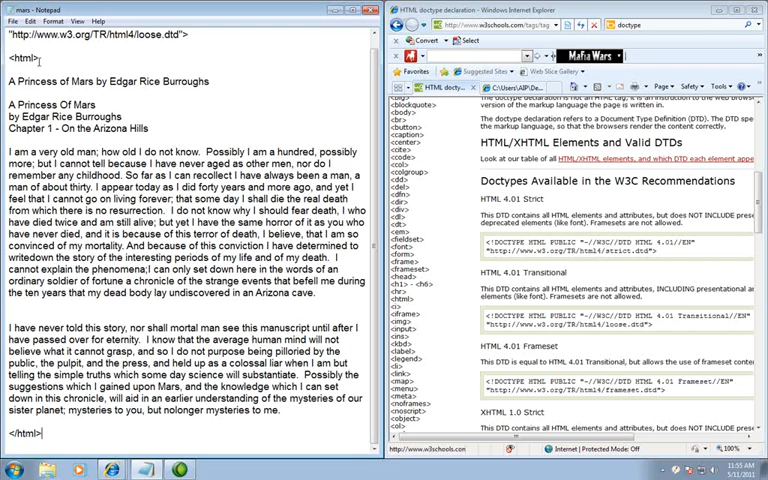 mars - Notepad
File Edit Format View Help
"http://www.w3.org/TR/html4/loose.dtd">
<html>
A Princess of Mars by Edgar Rice Burroughs
A Princess Of Mars
by Edgar Rice Burroughs
Chapter 1 - On the Arizona Hills
I am a very old man; how old I do not know. Possibly I am a hundred, possibly
more; but I cannot tell because I have never aged as other men, nor do I
remember any childhood. So far as I can recollect I have always been a man, a
man of about thirty. I appear today as I did forty years and more ago, and yet I
feel that I cannot go on living forever; that some day I shall die the real death
from which there is no resurrection. I do not know why I should fear death, I who
have died twice and am still alive; but yet I have the same horror of it as you who
have never died, and it is because of this terror of death, I believe, that I am so
convinced of my mortality. And because of this conviction I have determined to
writedown the story of the interesting periods of my life and of my death. I
cannot explain the phenomena;I can only set down here in the words of an
ordinary soldier of fortune a chronicle of the strange events that befell me during
the ten years that my dead body lay undiscovered in an Arizona cave.
I have never told this story, nor shall mortal man see this manuscript until after I
have passed over for eternity. I know that the average human mind will not
believe what it cannot grasp, and so I do not purpose being pilloried by the
public, the pulpit, and the press, and held up as a colossal liar when I am but
telling the simple truths which some day science will substantiate. Possibly the
suggestions which I gained upon Mars, and the knowledge which I can set
down in this chronicle, will aid in an earlier understanding of the mysteries of our
sister planet; mysteries to you, but nolonger mysteries to me.
</html>
HTML doctype declaration - Windows Internet Explorer
http://www.w3schools.com/tags/tag
doctype
Convert Select
Mafia Wars
Favorites Suggested Sites Web Slice Gallery
HTML doctyp... C:\Users\AIP\Des...
Page Safety Tools
<blockquote>
<body>
<br>
<button>
<caption>
<center>
<cite>
<code>
<col>
<colgroup>
<dd>
<del>
<dfn>
<dir>
<div>
<dl>
<dt>
<em>
<fieldset>
<font>
<form>
<frame>
<frameset>
<head>
<h1> - <h6>
<hr>
<html>
<i>
<iframe>
<img>
<input>
<ins>
<kbd>
<label>
<legend>
<li>
<link>
<map>
<menu>
<meta>
<noframes>
<noscript>
<object>
<ol>
version of the markup language the page is written in.
The doctype declaration refers to a Document Type Definition (DTD). The DTD spe
the markup language, so that the browsers render the content correctly.
HTML/XHTML Elements and Valid DTDs
Look at our table of all HTML/XHTML elements, and which DTD each element appe
Doctypes Available in the W3C Recommendations
HTML 4.01 Strict
This DTD contains all HTML elements and attributes, but does NOT INCLUDE prese
deprecated elements (like font). Framesets are not allowed.
<!DOCTYPE HTML PUBLIC "-//W3C//DTD HTML 4.01//EN"
"http://www.w3.org/TR/html4/strict.dtd">
HTML 4.01 Transitional
This DTD contains all HTML elements and attributes, INCLUDING presentational a
elements (like font). Framesets are not allowed.
<!DOCTYPE HTML PUBLIC "-//W3C//DTD HTML 4.01 Transitional//EN"
"http://www.w3.org/TR/html4/loose.dtd">
HTML 4.01 Frameset
This DTD is equal to HTML 4.01 Transitional, but allows the use of frameset conten
<!DOCTYPE HTML PUBLIC "-//W3C//DTD HTML 4.01 Frameset//EN"
"http://www.w3.org/TR/html4/frameset.dtd">
XHTML 1.0 Strict
This DTD contains all HTML elements and attributes, but does NOT INCLUDE prese
http://www.w3schools.com
Internet | Protected Mode: Off
100%
11:55 AM
5/11/2011